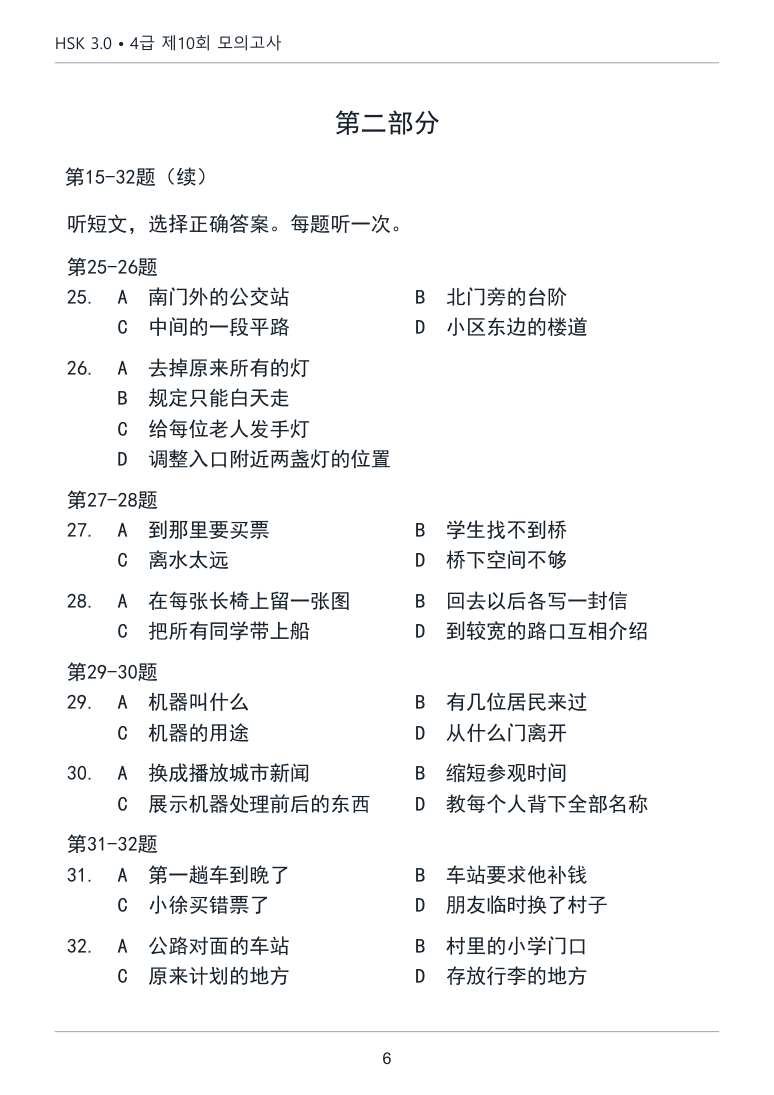 HSK 3.0 • 4급 제10회 모의고사
第二部分
第15-32题（续）
听短文，选择正确答案。每题听一次。
第25-26题
25. A 南门外的公交站 B 北门旁的台阶
C 中间的一段平路 D 小区东边的楼道
26. A 去掉原来所有的灯
B 规定只能白天走
C 给每位老人发手灯
D 调整入口附近两盏灯的位置
第27-28题
27. A 到那里要买票 B 学生找不到桥
C 离水太远 D 桥下空间不够
28. A 在每张长椅上留一张图 B 回去以后各写一封信
C 把所有同学带上船 D 到较宽的路口互相介绍
第29-30题
29. A 机器叫什么 B 有几位居民来过
C 机器的用途 D 从什么门离开
30. A 换成播放城市新闻 B 缩短参观时间
C 展示机器处理前后的东西 D 教每个人背下全部名称
第31-32题
31. A 第一趟车到晚了 B 车站要求他补钱
C 小徐买错票了 D 朋友临时换了村子
32. A 公路对面的车站 B 村里的小学门口
C 原来计划的地方 D 存放行李的地方
6